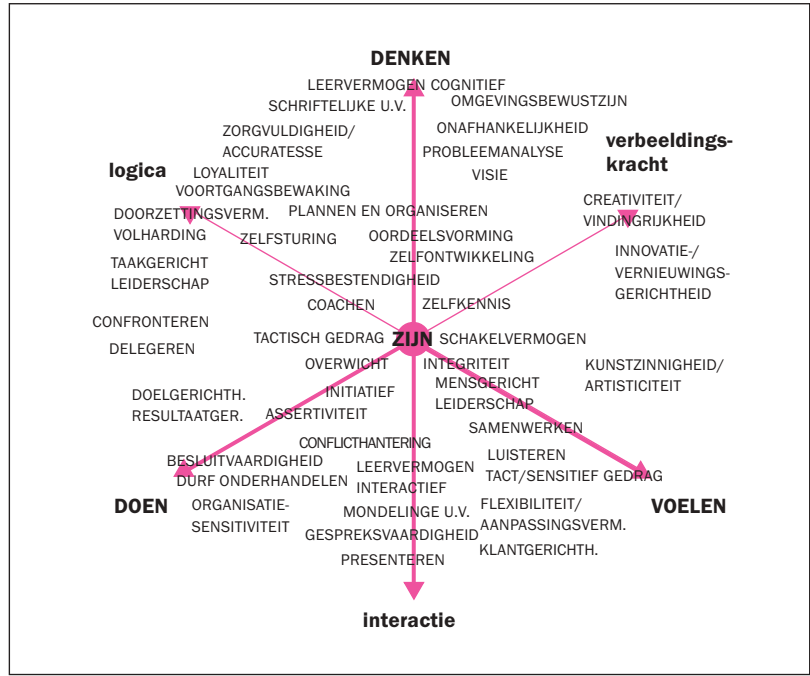 DENKEN
LEERVERMOGEN COGNITIEF
SCHRIFTELIJKE U.V.
OMGEVINGSBEWUSTZIJN
ZORGVULDIGHEID/
ACCURATESSE
ONAFHANKELIJKHEID
PROBLEEMANALYSE
VISIE
verbeeldings-
kracht
logica
LOYALITEIT
VOORTGANGSBEWAKING
DOORZETTINGSVERM.
VOLHARDING
PLANNEN EN ORGANISEREN
CREATIVITEIT/
VINDINGRIJKHEID
ZELFSTURING
OORDEELSVORMING
ZELFONTWIKKELING
INNOVATIE-/
VERNIEUWINGS-
GERICHTHEID
TAAKGERICHT
LEIDERSCHAP
STRESSBESTENDIGHEID
COACHEN
ZELFKENNIS
CONFRONTEREN
DELEGEREN
TACTISCH GEDRAG
ZIJN
SCHAKELVERMOGEN
OVERWICHT
INTEGRITEIT
KUNSTZINNIGHEID/
ARTISTICITEIT
MENSGERICHT
LEIDERSCHAP
DOELGERICHTH.
RESULTAATGER.
INITIATIEF
ASSERTIVITEIT
SAMENWERKEN
CONFLICTHANTERING
LUISTEREN
TACT/SENSITIEF GEDRAG
BESLUITVAARDIGHEID
DURF ONDERHANDELEN
LEERVERMOGEN
INTERACTIEF
DOEN
ORGANISATIE-
SENSITIVITEIT
MONDELINGE U.V.
FLEXIBILITEIT/
AANPASSINGSVERM.
VOELEN
GESPREKSVAARDIGHEID
KLANTGERICHTH.
PRESENTEREN
interactie